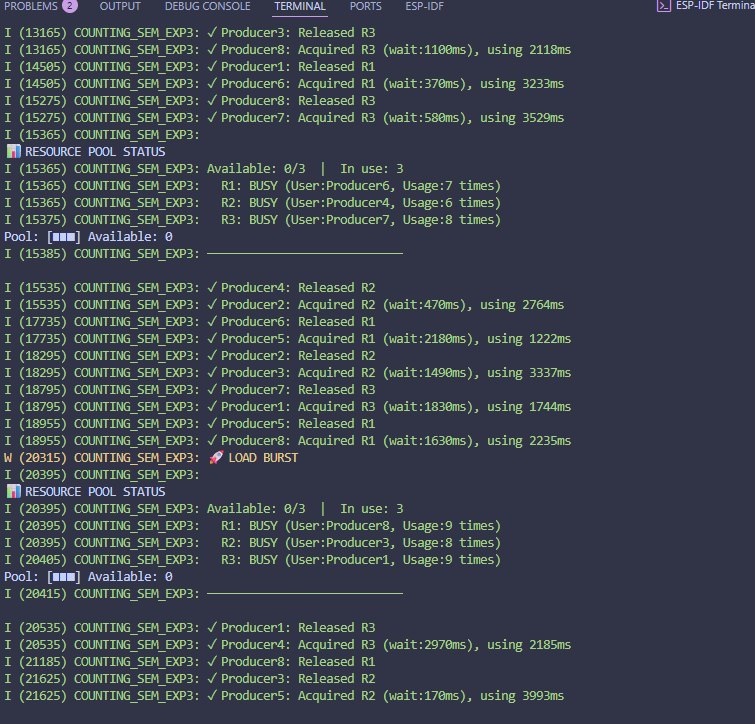 PROBLEMS 2 OUTPUT DEBUG CONSOLE TERMINAL PORTS ESP-IDF ESP-IDF Termina
I (13165) COUNTING_SEM_EXP3: ✓ Producer3: Released R3
I (13165) COUNTING_SEM_EXP3: ✓ Producer8: Acquired R3 (wait:1100ms), using 2118ms
I (14505) COUNTING_SEM_EXP3: ✓ Producer1: Released R1
I (14505) COUNTING_SEM_EXP3: ✓ Producer6: Acquired R1 (wait:370ms), using 3233ms
I (15275) COUNTING_SEM_EXP3: ✓ Producer8: Released R3
I (15275) COUNTING_SEM_EXP3: ✓ Producer7: Acquired R3 (wait:580ms), using 3529ms
I (15365) COUNTING_SEM_EXP3:
📊 RESOURCE POOL STATUS
I (15365) COUNTING_SEM_EXP3: Available: 0/3 | In use: 3
I (15365) COUNTING_SEM_EXP3:   R1: BUSY (User:Producer6, Usage:7 times)
I (15365) COUNTING_SEM_EXP3:   R2: BUSY (User:Producer4, Usage:6 times)
I (15375) COUNTING_SEM_EXP3:   R3: BUSY (User:Producer7, Usage:8 times)
Pool: [■■■] Available: 0
I (15385) COUNTING_SEM_EXP3: ────────────────────────────
I (15535) COUNTING_SEM_EXP3: ✓ Producer4: Released R2
I (15535) COUNTING_SEM_EXP3: ✓ Producer2: Acquired R2 (wait:470ms), using 2764ms
I (17735) COUNTING_SEM_EXP3: ✓ Producer6: Released R1
I (17735) COUNTING_SEM_EXP3: ✓ Producer5: Acquired R1 (wait:2180ms), using 1222ms
I (18295) COUNTING_SEM_EXP3: ✓ Producer2: Released R2
I (18295) COUNTING_SEM_EXP3: ✓ Producer3: Acquired R2 (wait:1490ms), using 3337ms
I (18795) COUNTING_SEM_EXP3: ✓ Producer7: Released R3
I (18795) COUNTING_SEM_EXP3: ✓ Producer1: Acquired R3 (wait:1830ms), using 1744ms
I (18955) COUNTING_SEM_EXP3: ✓ Producer5: Released R1
I (18955) COUNTING_SEM_EXP3: ✓ Producer8: Acquired R1 (wait:1630ms), using 2235ms
W (20315) COUNTING_SEM_EXP3: 🚀 LOAD BURST
I (20395) COUNTING_SEM_EXP3:
📊 RESOURCE POOL STATUS
I (20395) COUNTING_SEM_EXP3: Available: 0/3 | In use: 3
I (20395) COUNTING_SEM_EXP3:   R1: BUSY (User:Producer8, Usage:9 times)
I (20395) COUNTING_SEM_EXP3:   R2: BUSY (User:Producer3, Usage:8 times)
I (20405) COUNTING_SEM_EXP3:   R3: BUSY (User:Producer1, Usage:9 times)
Pool: [■■■] Available: 0
I (20415) COUNTING_SEM_EXP3: ────────────────────────────
I (20535) COUNTING_SEM_EXP3: ✓ Producer1: Released R3
I (20535) COUNTING_SEM_EXP3: ✓ Producer4: Acquired R3 (wait:2970ms), using 2185ms
I (21185) COUNTING_SEM_EXP3: ✓ Producer8: Released R1
I (21625) COUNTING_SEM_EXP3: ✓ Producer3: Released R2
I (21625) COUNTING_SEM_EXP3: ✓ Producer5: Acquired R2 (wait:170ms), using 3993ms